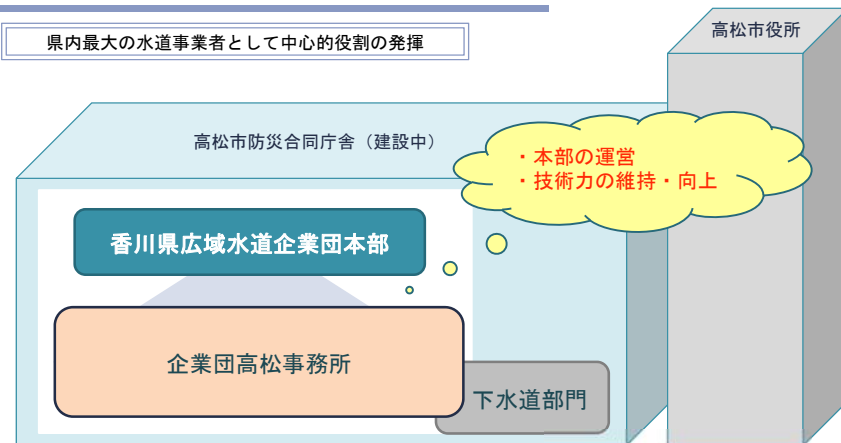 県内最大の水道事業者として中心的役割の発揮
高松市役所
高松市防災合同庁舎（建設中）
・本部の運営
・技術力の維持・向上
香川県広域水道企業団本部
企業団高松事務所
下水道部門